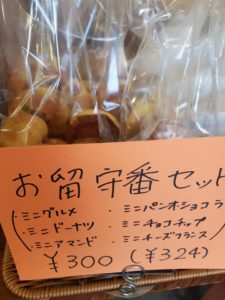 お留守番セット
・ミニグルメ ・ミニパンオショコラ
・ミニドーナツ ・ミニチョコチップ
・ミニアマンド ・ミニチーズフランス
¥300 (¥324)